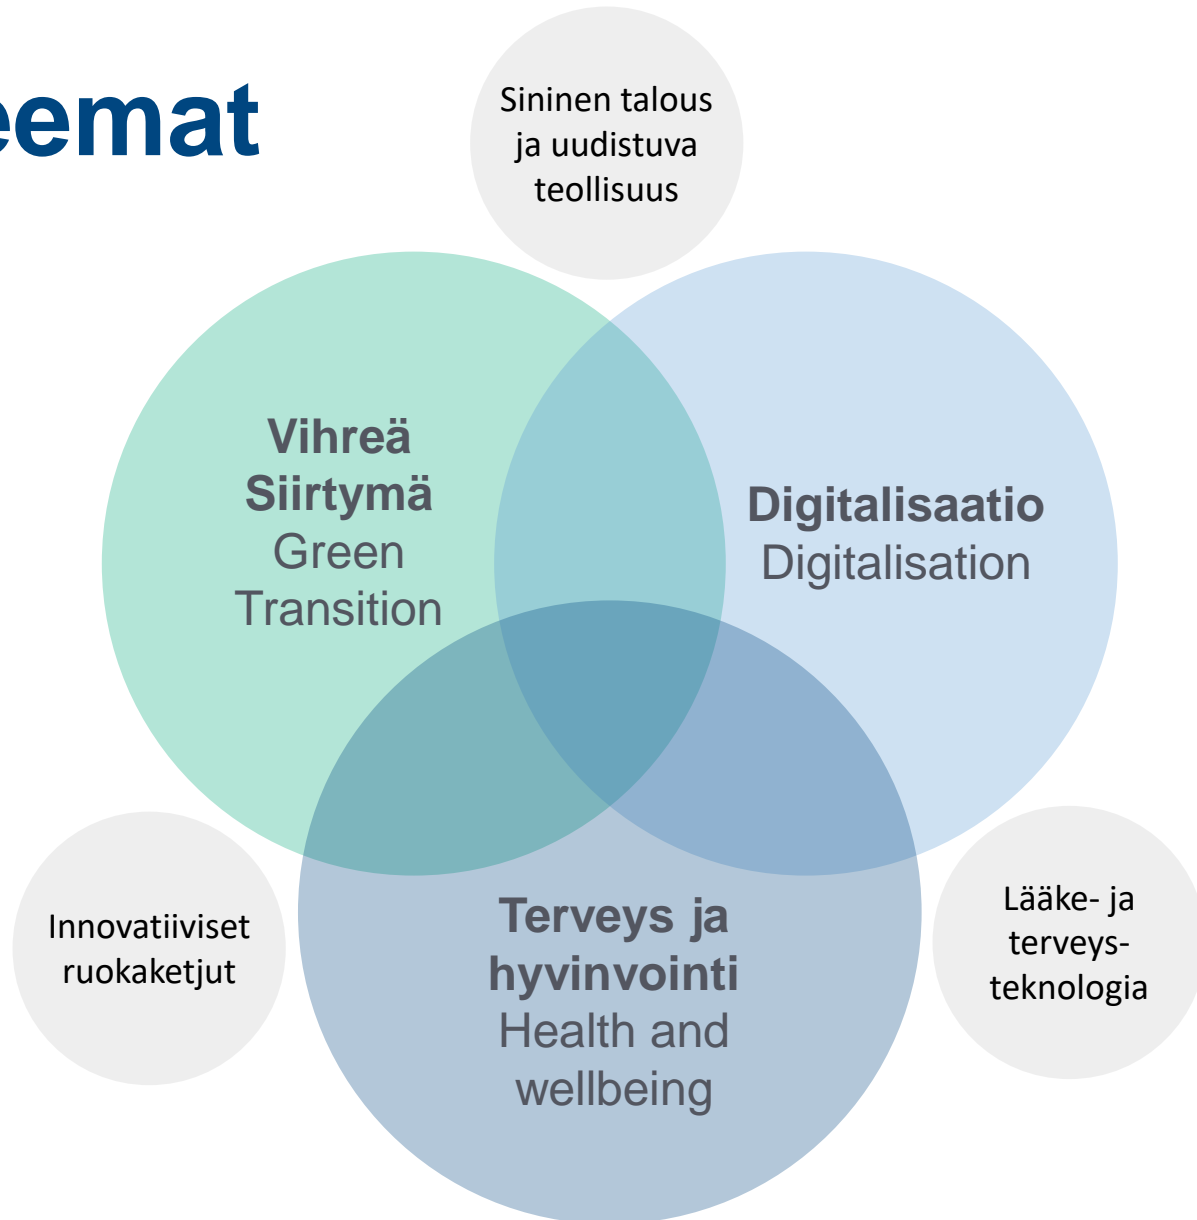 eemat
Sininen talous
ja uudistuva
teollisuus
Vihreä
Siirtymä
Green
Transition
Digitalisaatio
Digitalisation
Innovatiiviset
ruokaketjut
Terveys ja
hyvinvointi
Health and
wellbeing
Lääke- ja
terveys-
teknologia